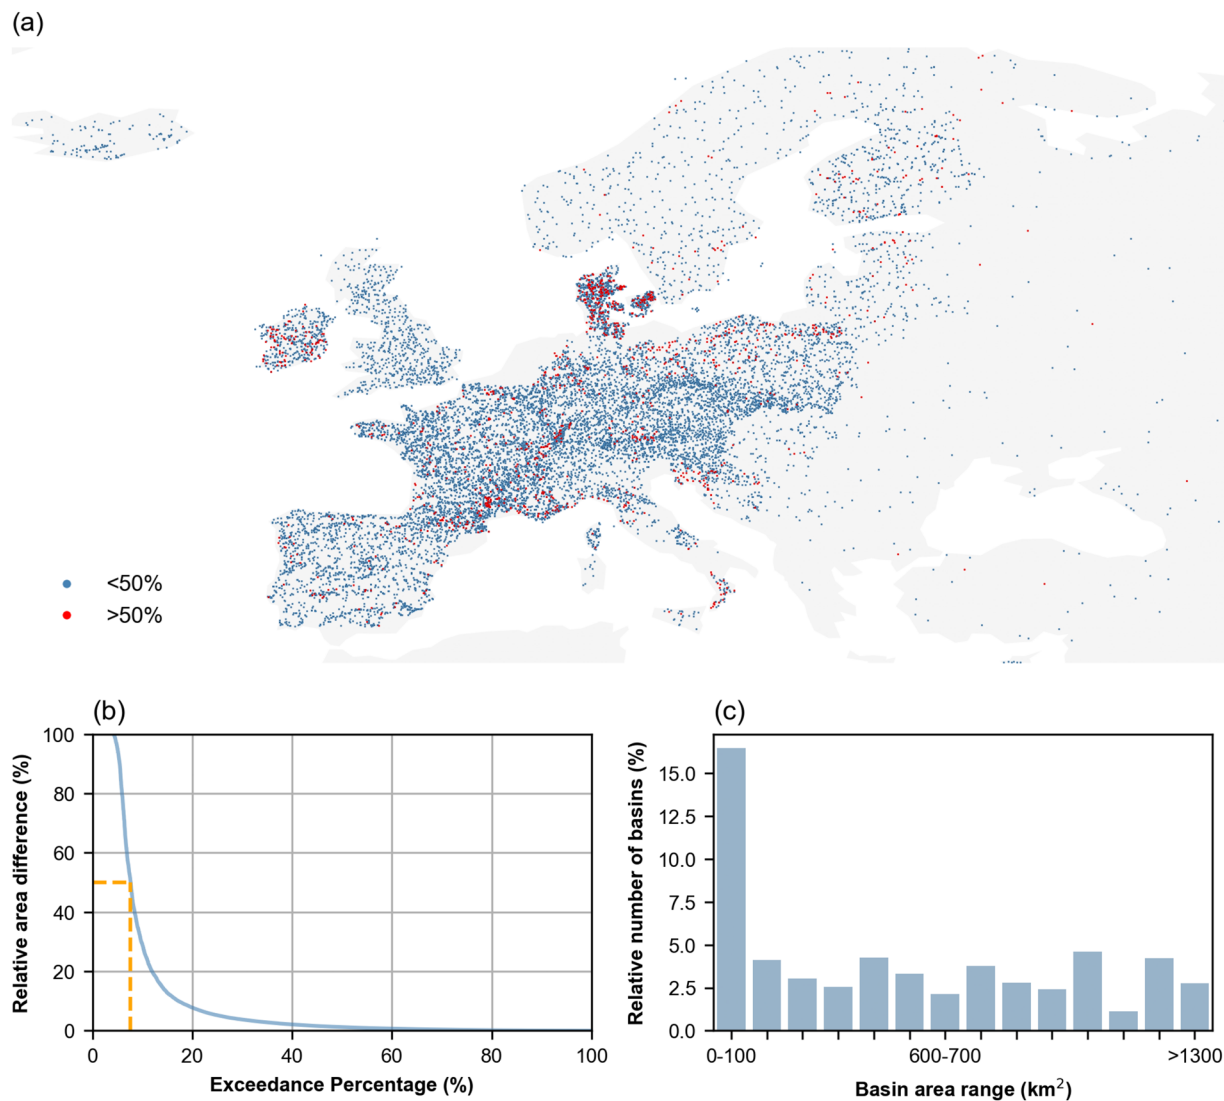 (a)
<50%
>50%
(b)
Relative area difference (%)
100
80
60
40
20
0
0 20 40 60 80 100
Exceedance Percentage (%)
(c)
Relative number of basins (%)
15.0
12.5
10.0
7.5
5.0
2.5
0.0
0-100 600-700 >1300
Basin area range (km²)